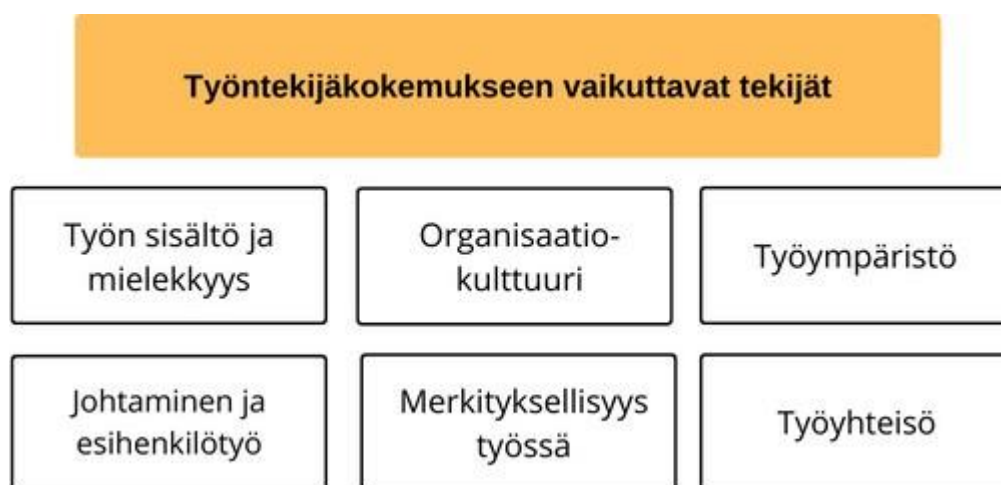 Työntekijäkokemukseen vaikuttavat tekijät
Työn sisältö ja
mielekkyys
Organisaatio-
kulttuuri
Työympäristö
Johtaminen ja
esihenkilötyö
Merkityksellisyys
työssä
Työyhteisö